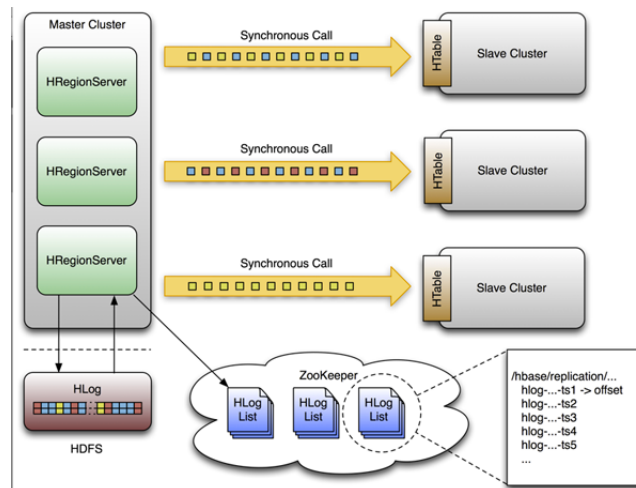 Master Cluster
HRegionServer
HRegionServer
HRegionServer
Synchronous Call
HTable
Slave Cluster
Synchronous Call
HTable
Slave Cluster
Synchronous Call
HTable
Slave Cluster
HLog
HDFS
ZooKeeper
HLog
List
HLog
List
HLog
List
/hbase/replication/...
hlog-...-ts1 -> offset
hlog-...-ts2
hlog-...-ts3
hlog-...-ts4
hlog-...-ts5
...